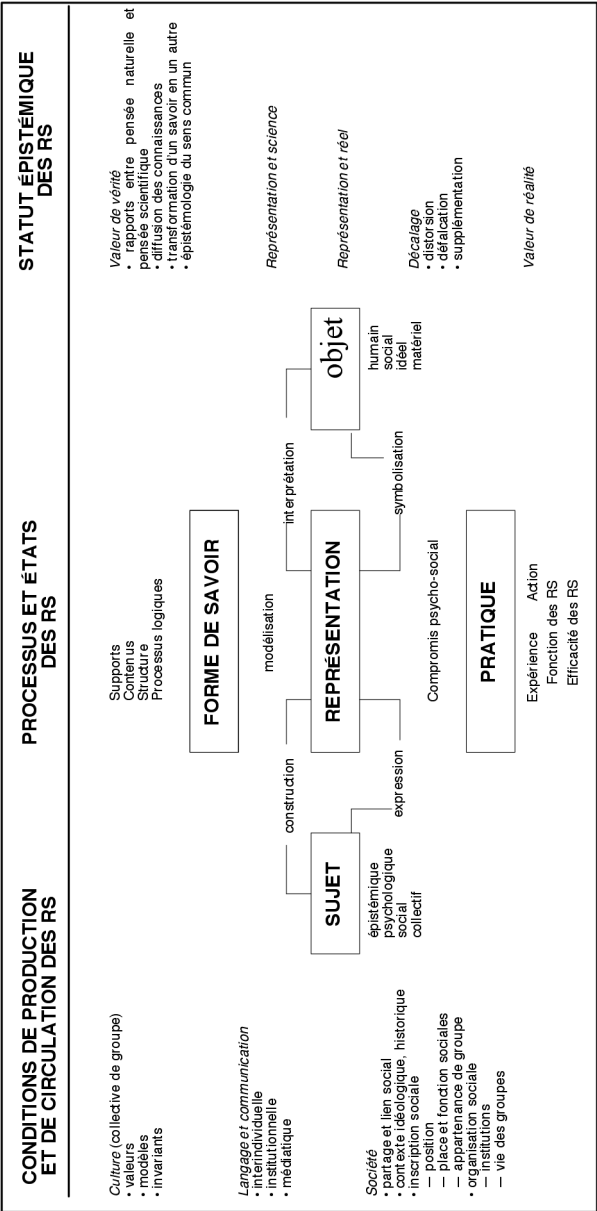 CONDITIONS DE PRODUCTION
ET DE CIRCULATION DES RS
PROCESSUS ET ÉTATS
DES RS
STATUT ÉPISTÉMIQUE
DES RS
Culture (collective de groupe)
• valeurs
• modèles
• invariants
Langage et communication
• interindividuelle
• institutionnelle
• médiatique
Société
• partage et lien social
• contexte idéologique, historique
• inscription sociale
— position
— place et fonction sociales
— appartenance de groupe
• organisation sociale
— institutions
— vie des groupes
Supports
Contenus
Structure
Processus logiques
FORME DE SAVOIR
modélisation
construction
interprétation
SUJET
REPRÉSENTATION
objet
épistémique
psychologique
social
collectif
humain
social
idéel
matériel
expression
symbolisation
Compromis psycho-social
PRATIQUE
Expérience Action
Fonction des RS
Efficacité des RS
Valeur de vérité
• rapports entre pensée naturelle et
pensée scientifique
• diffusion des connaissances
• transformation d'un savoir en un autre
• épistémologie du sens commun
Représentation et science
Représentation et réel
Décalage
• distorsion
• défalcation
• supplémentation
Valeur de réalité